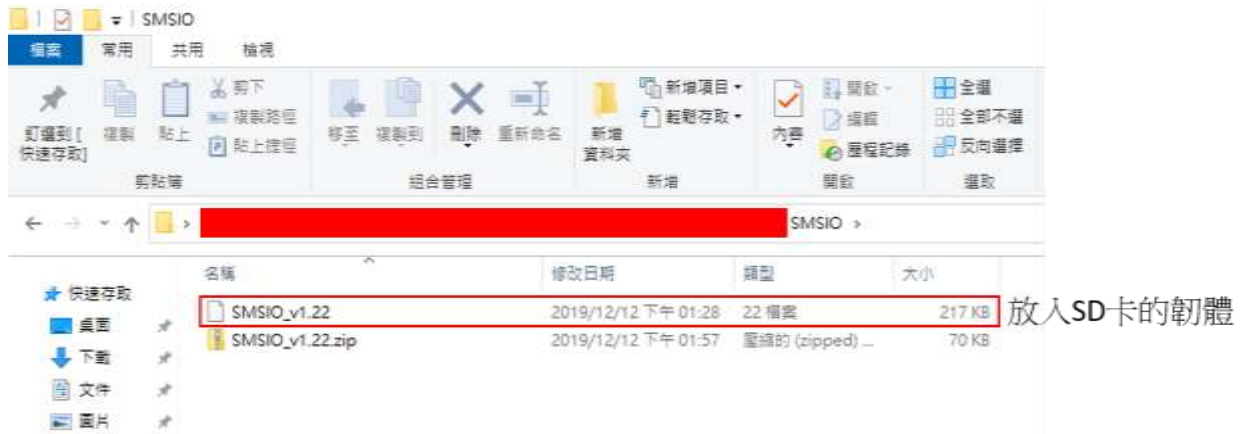 SMSIO
檔案 常用 共用 檢視
釘選到 [快速存取] 複製 貼上 剪下
複製路徑
貼上捷徑
移至 複製到 刪除 重新命名
新增資料夾 新增項目
輕鬆存取
內容 開啟
編輯
歷程記錄
全選
全部不選
反向選擇
剪貼簿 組合管理 新增 開啟 選取
SMSIO
名稱 修改日期 類型 大小
快速存取
SMSIO_v1.22 2019/12/12 下午 01:28 22 檔案 217 KB 放入SD卡的韌體
桌面
SMSIO_v1.22.zip 2019/12/12 下午 01:57 壓縮的 (zipped) ... 70 KB
下載
文件
圖片